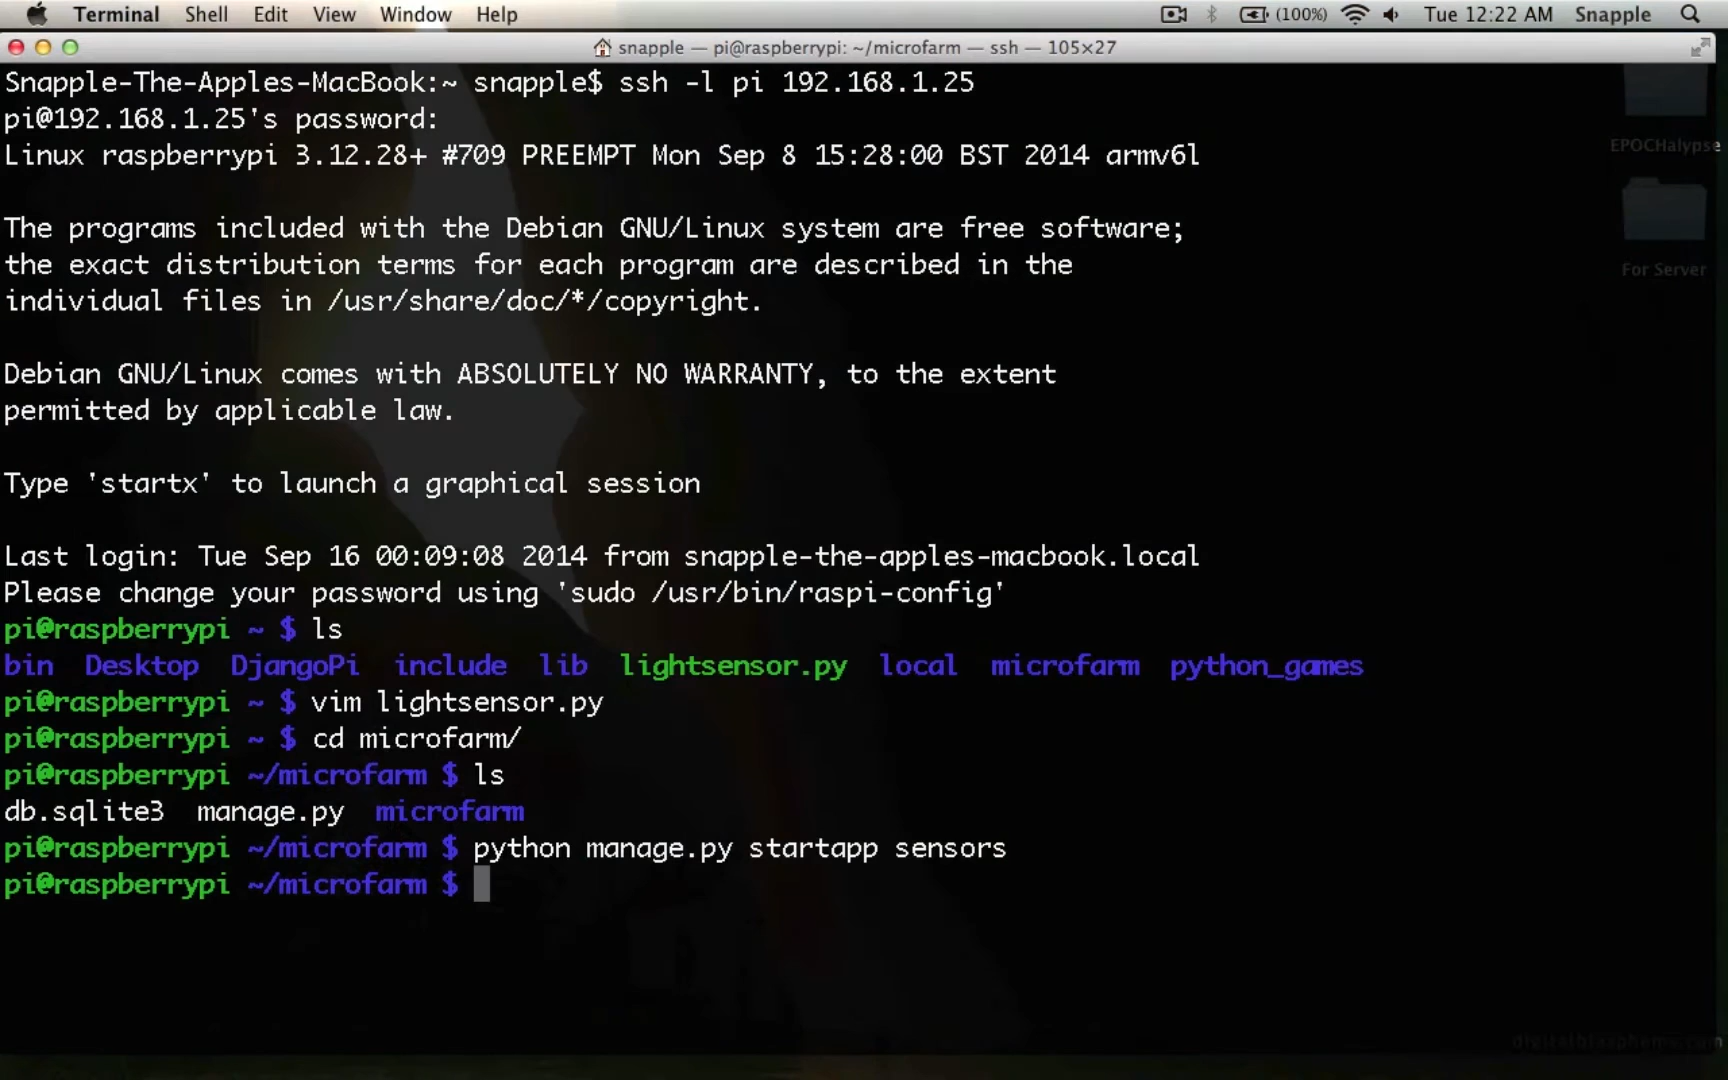 Terminal Shell Edit View Window Help (100%) Tue 12:22 AM Snapple
snapple — pi@raspberrypi: ~/microfarm — ssh — 105×27
Snapple-The-Apples-MacBook:~ snapple$ ssh -l pi 192.168.1.25
pi@192.168.1.25's password:
Linux raspberrypi 3.12.28+ #709 PREEMPT Mon Sep 8 15:28:00 BST 2014 armv6l
EPOCHalypse
The programs included with the Debian GNU/Linux system are free software;
the exact distribution terms for each program are described in the
For Server
individual files in /usr/share/doc/*/copyright.
Debian GNU/Linux comes with ABSOLUTELY NO WARRANTY, to the extent
permitted by applicable law.
Type 'startx' to launch a graphical session
Last login: Tue Sep 16 00:09:08 2014 from snapple-the-apples-macbook.local
Please change your password using 'sudo /usr/bin/raspi-config'
pi@raspberrypi ~ $ ls
bin Desktop DjangoPi include lib lightsensor.py local microfarm python_games
pi@raspberrypi ~ $ vim lightsensor.py
pi@raspberrypi ~ $ cd microfarm/
pi@raspberrypi ~/microfarm $ ls
db.sqlite3 manage.py microfarm
pi@raspberrypi ~/microfarm $ python manage.py startapp sensors
pi@raspberrypi ~/microfarm $